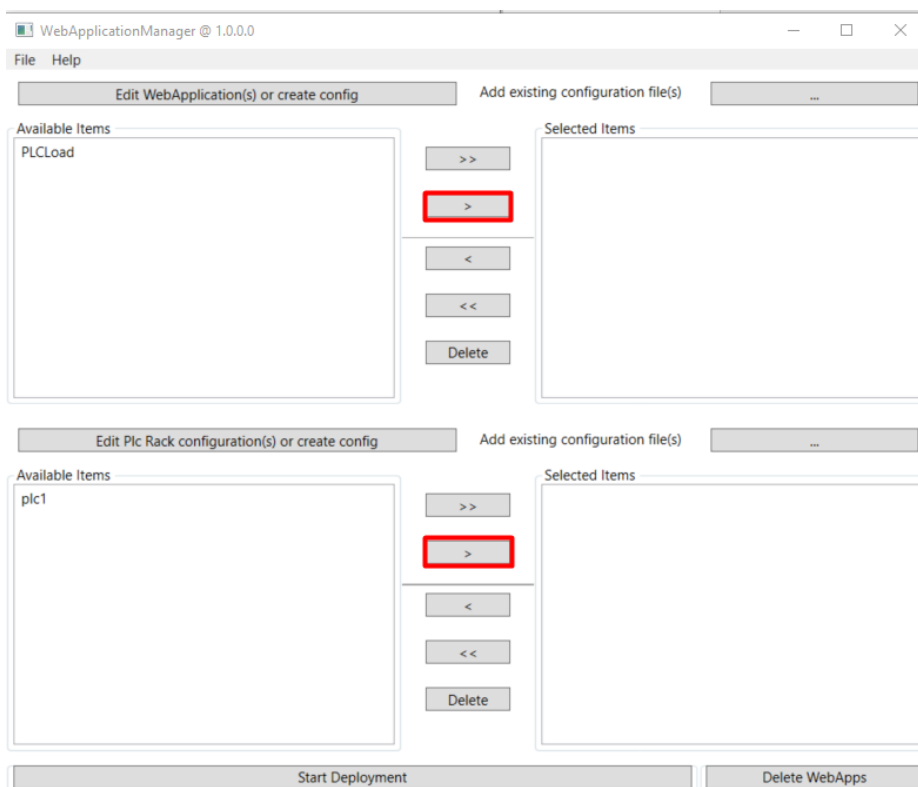 WebApplicationManager @ 1.0.0.0
File Help
Edit WebApplication(s) or create config Add existing configuration file(s) ...
Available Items Selected Items
PLCLoad
>>
>
<
<<
Delete
Edit Plc Rack configuration(s) or create config Add existing configuration file(s) ...
Available Items Selected Items
plc1
>>
>
<
<<
Delete
Start Deployment Delete WebApps